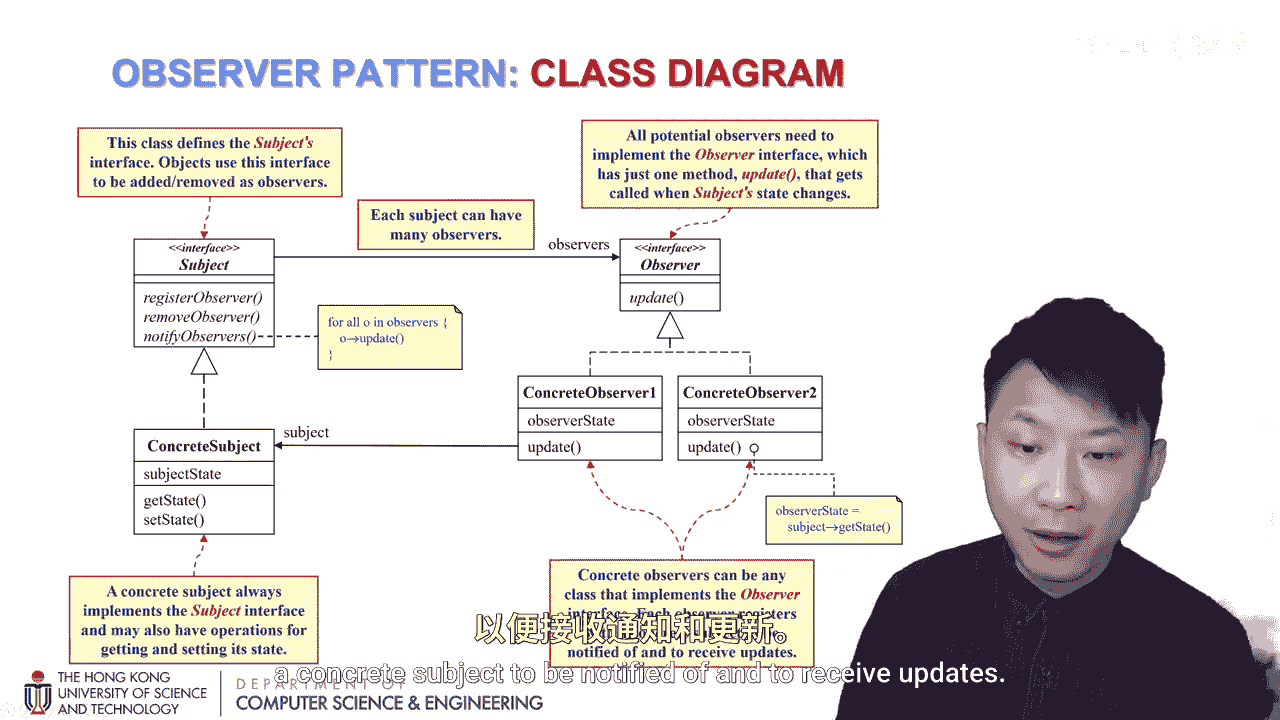 OBSERVER PATTERN: CLASS DIAGRAM
This class defines the Subject's
interface. Objects use this interface
to be added/removed as observers.
All potential observers need to
implement the Observer interface, which
has just one method, update(), that gets
called when Subject's state changes.
Each subject can have
many observers.
observers
<<interface>>
Subject
registerObserver()
removeObserver()
notifyObservers()
<<interface>>
Observer
update()
for all o in observers {
o→update()
}
ConcreteObserver1
observerState
update()
ConcreteObserver2
observerState
update()
subject
ConcreteSubject
subjectState
getState()
setState()
observerState =
subject→getState()
A concrete subject always
implements the Subject interface
and may also have operations for
getting and setting its state.
Concrete observers can be any
class that implements the Observer
Each observer registers
notified of and to receive updates.
以便接收通知和更新。
a concrete subject to be notified of and to receive updates.
THE HONG KONG
UNIVERSITY OF SCIENCE
AND TECHNOLOGY
DEPARTMENT OF
COMPUTER SCIENCE & ENGINEERING